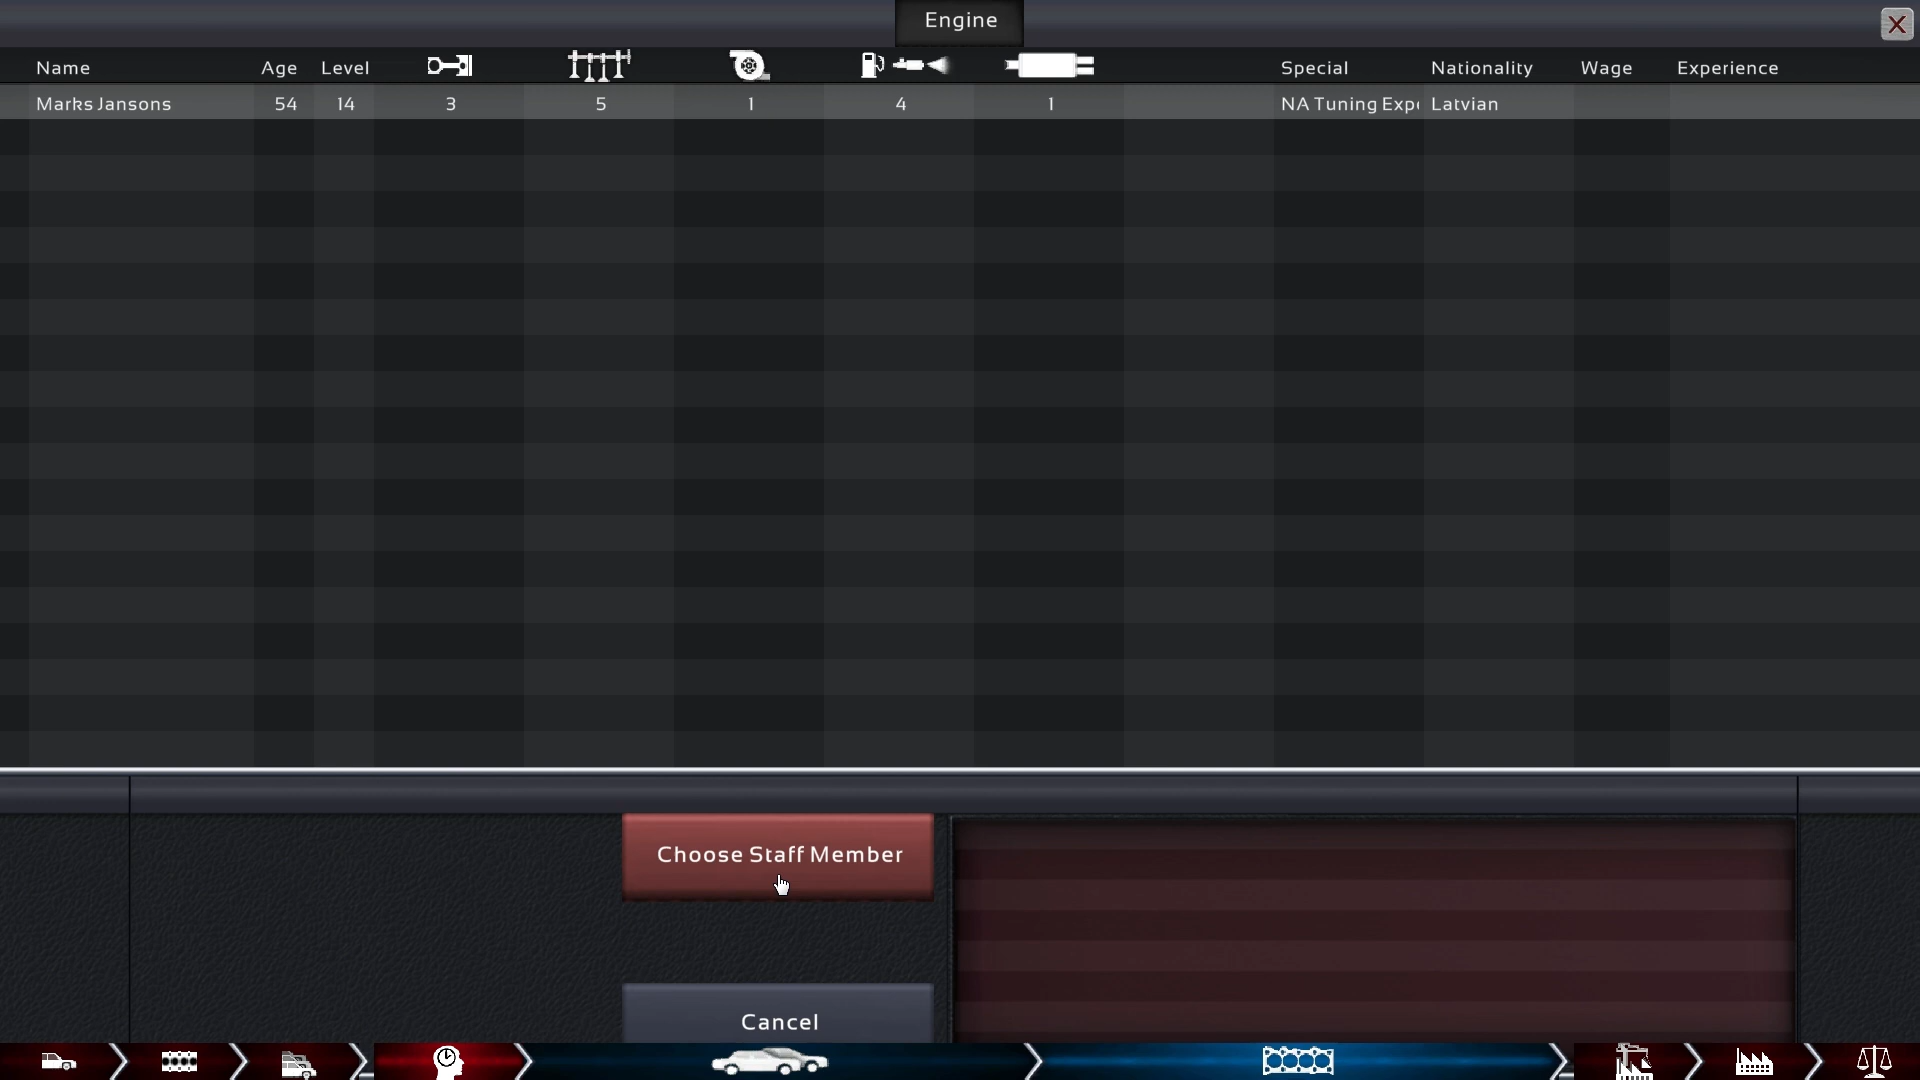 Engine
Name Age Level Special Nationality Wage Experience
Marks Jansons 54 14 3 5 1 4 1 NA Tuning Expe Latvian
Choose Staff Member
Cancel